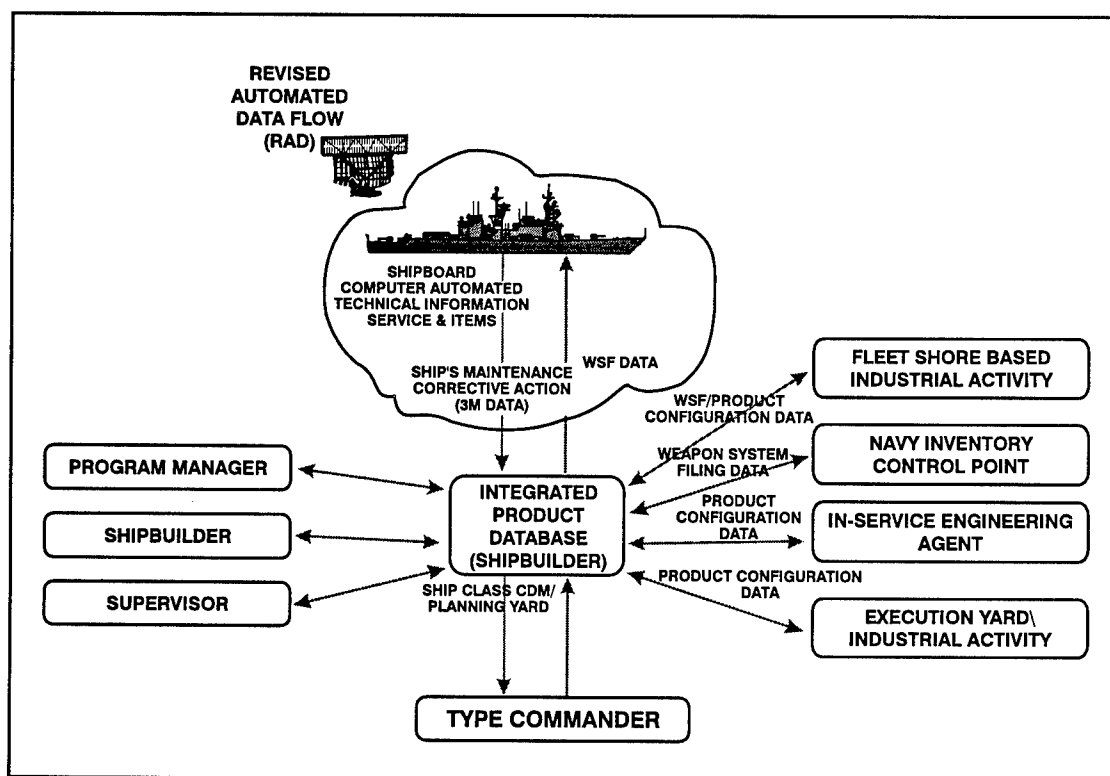 REVISED
AUTOMATED
DATA FLOW
(RAD)
SHIPBOARD
COMPUTER AUTOMATED
TECHNICAL INFORMATION
SERVICE & ITEMS
SHIP'S MAINTENANCE
CORRECTIVE ACTION
(3M DATA)
WSF DATA
WSF/PRODUCT
CONFIGURATION DATA
WEAPON SYSTEM
FILING DATA
PRODUCT
CONFIGURATION
DATA
PRODUCT CONFIGURATION
DATA
FLEET SHORE BASED
INDUSTRIAL ACTIVITY
NAVY INVENTORY
CONTROL POINT
IN-SERVICE ENGINEERING
AGENT
EXECUTION YARD\
INDUSTRIAL ACTIVITY
PROGRAM MANAGER
SHIPBUILDER
SUPERVISOR
INTEGRATED
PRODUCT
DATABASE
(SHIPBUILDER)
SHIP CLASS CDM/
PLANNING YARD
TYPE COMMANDER